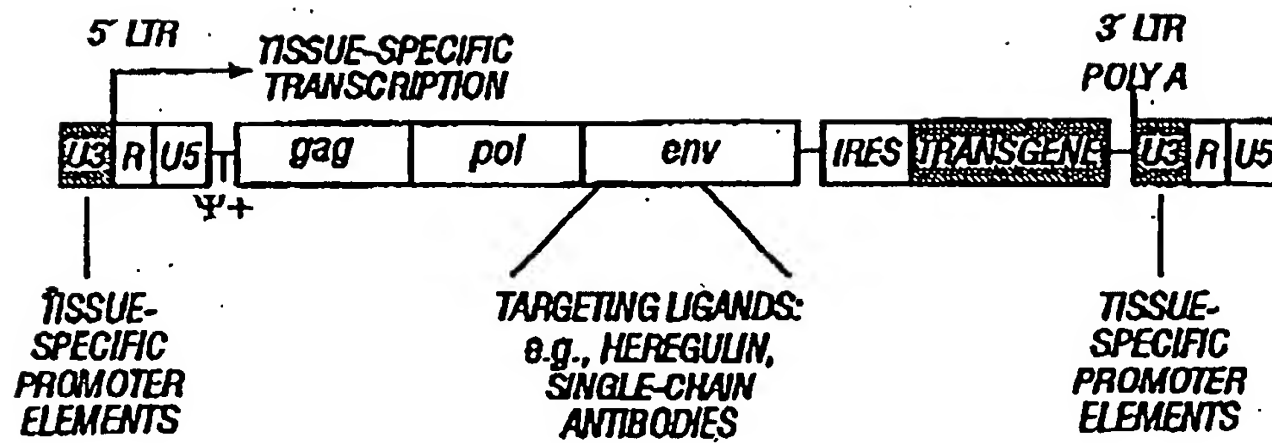 5' LTR
TISSUE-SPECIFIC
TRANSCRIPTION
3' LTR
POLY A
U3 R U5 gag pol env IRES TRANSGENE U3 R U5
Ψ+
TISSUE-
SPECIFIC
PROMOTER
ELEMENTS
TARGETING LIGANDS:
e.g., HEREGULIN,
SINGLE-CHAIN
ANTIBODIES
TISSUE-
SPECIFIC
PROMOTER
ELEMENTS